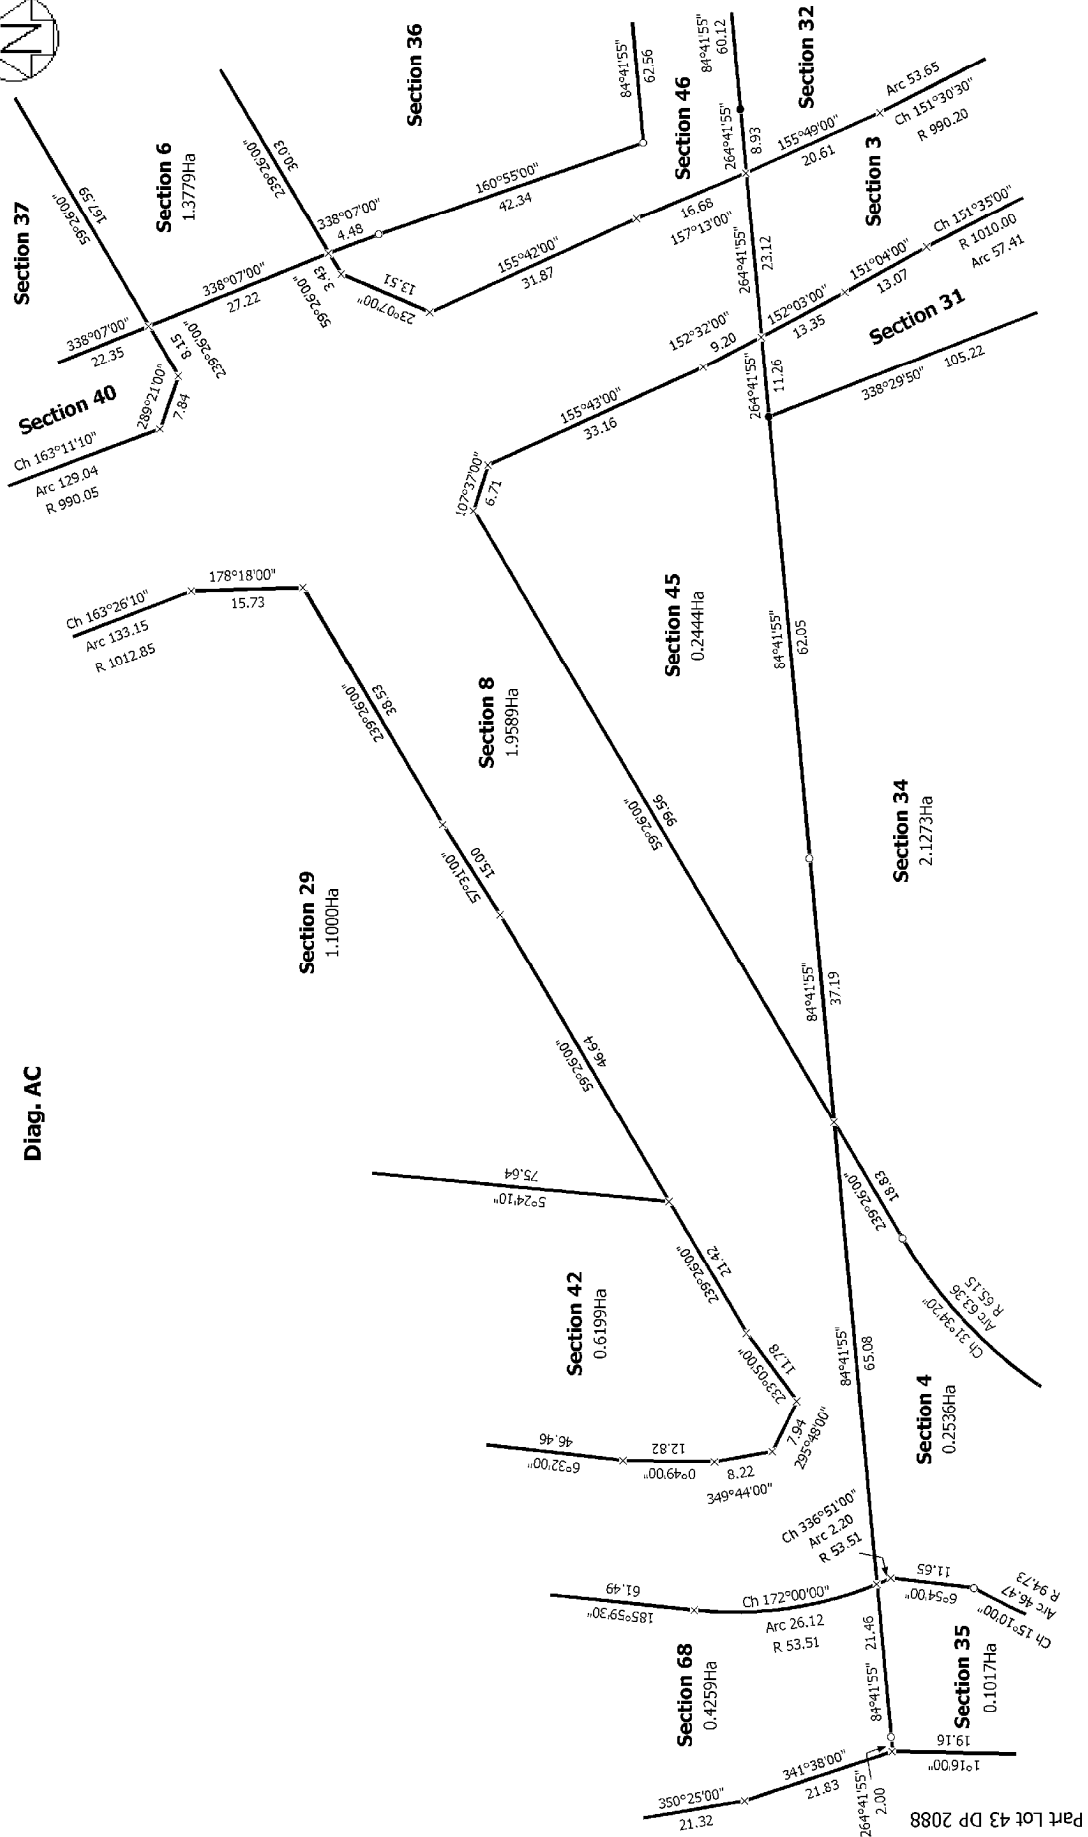 Diag. AC
N
Section 37
59°26'00"
167.59
Section 6
1.3779Ha
Section 36
239°26'00"
30.03
338°07'00"
4.48
160°55'00"
42.34
84°41'55"
62.56
Section 46
84°41'55"
60.12
Section 32
264°41'55"
8.93
155°49'00"
20.61
Arc 53.65
Ch 151°30'30"
R 990.20
Section 3
Ch 151°35'00"
R 1010.00
Arc 57.41
151°04'00"
13.07
152°03'00"
13.35
Section 31
338°29'50"
105.22
264°41'55"
23.12
157°13'00"
16.68
155°42'00"
31.87
23°07'00"
13.51
59°26'00"
3.43
338°07'00"
27.22
338°07'00"
22.35
8.15
239°26'00"
289°21'00"
7.84
Section 40
Ch 163°11'10"
Arc 129.04
R 990.05
152°32'00"
9.20
264°41'55"
11.26
155°43'00"
33.16
107°37'00"
6.71
178°18'00"
15.73
Ch 163°26'10"
Arc 133.15
R 1012.85
239°26'00"
38.53
Section 8
1.9589Ha
Section 45
0.2444Ha
84°41'55"
62.05
59°26'00"
99.56
Section 34
2.1273Ha
Section 29
1.1000Ha
57°31'00"
15.00
59°26'00"
46.64
84°41'55"
37.19
5°24'10"
75.64
239°26'00"
21.42
239°26'00"
18.83
Ch 31°34'20"
Arc 63.36
R 65.15
Section 42
0.6199Ha
233°05'00"
11.78
7.94
295°48'00"
84°41'55"
65.08
Section 4
0.2536Ha
6°32'00"
46.46
0°49'00"
12.82
8.22
349°44'00"
Ch 336°51'00"
Arc 2.20
R 53.51
185°59'30"
61.49
Ch 172°00'00"
Arc 26.12
R 53.51
6°54'00"
11.65
Ch 15°10'00"
Arc 46.47
R 94.73
Section 68
0.4259Ha
84°41'55"
21.46
Section 35
0.1017Ha
1°16'00"
19.16
341°38'00"
21.83
350°25'00"
21.32
264°41'55"
2.00
Part Lot 43 DP 2088